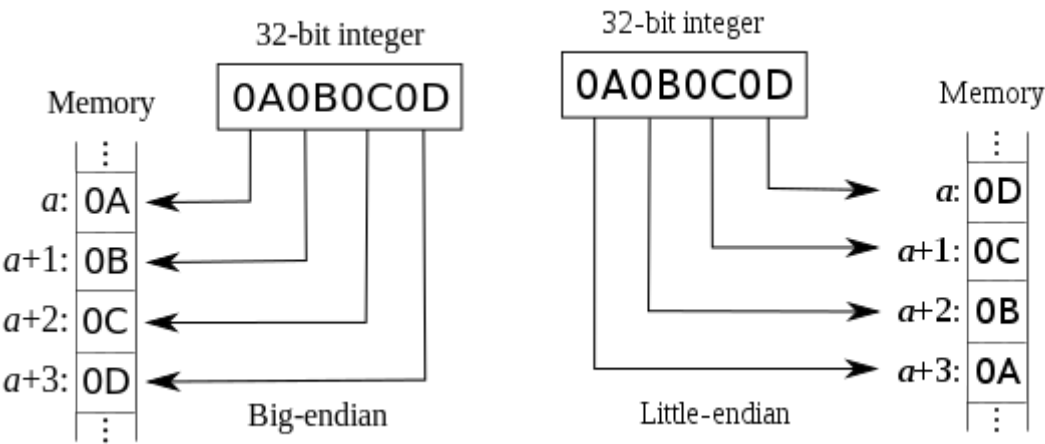 32-bit integer
0A0B0C0D
Memory
⋮
a: 0A
a+1: 0B
a+2: 0C
a+3: 0D
⋮
Big-endian
32-bit integer
0A0B0C0D
Memory
⋮
a: 0D
a+1: 0C
a+2: 0B
a+3: 0A
⋮
Little-endian